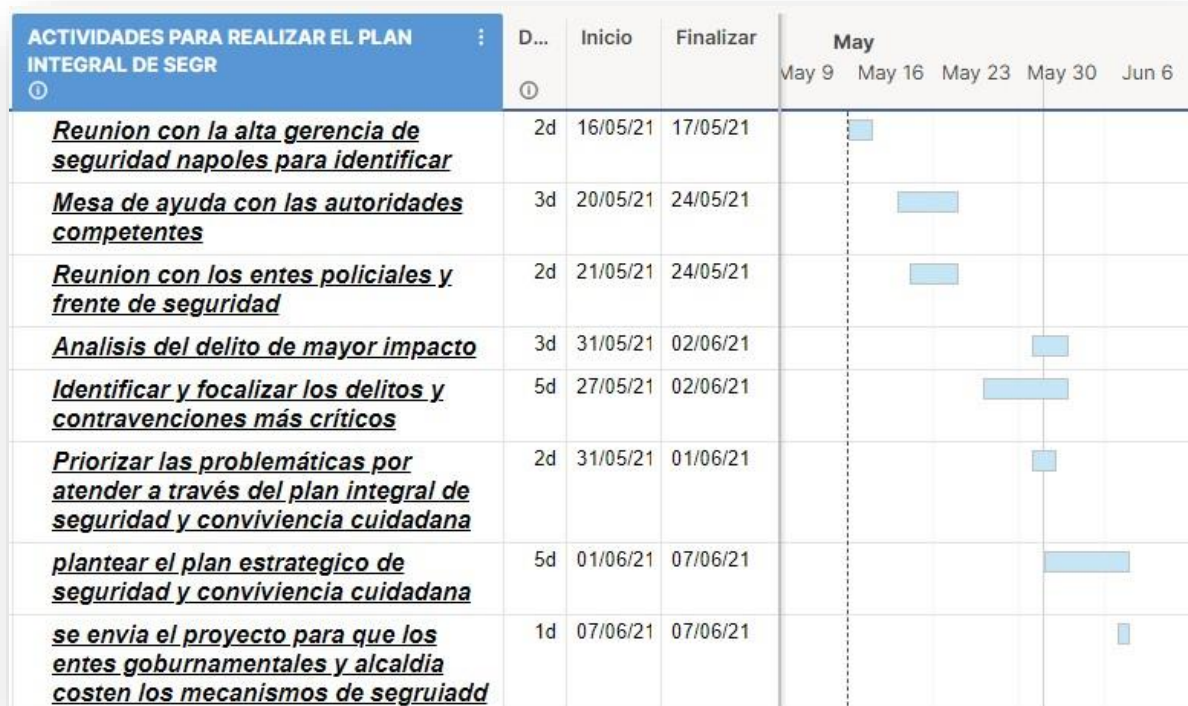 ACTIVIDADES PARA REALIZAR EL PLAN
INTEGRAL DE SEGR
D...
Inicio
Finalizar
May
May 9 May 16 May 23 May 30 Jun 6
Reunion con la alta gerencia de
seguridad napoles para identificar
2d 16/05/21 17/05/21
Mesa de ayuda con las autoridades
competentes
3d 20/05/21 24/05/21
Reunion con los entes policiales y
frente de seguridad
2d 21/05/21 24/05/21
Analisis del delito de mayor impacto
3d 31/05/21 02/06/21
Identificar y focalizar los delitos y
contravenciones más críticos
5d 27/05/21 02/06/21
Priorizar las problemáticas por
atender a través del plan integral de
seguridad y conviviencia cuidadana
2d 31/05/21 01/06/21
plantear el plan estrategico de
seguridad y conviviencia cuidadana
5d 01/06/21 07/06/21
se envia el proyecto para que los
entes goburnamentales y alcaldia
costen los mecanismos de segruiadd
1d 07/06/21 07/06/21